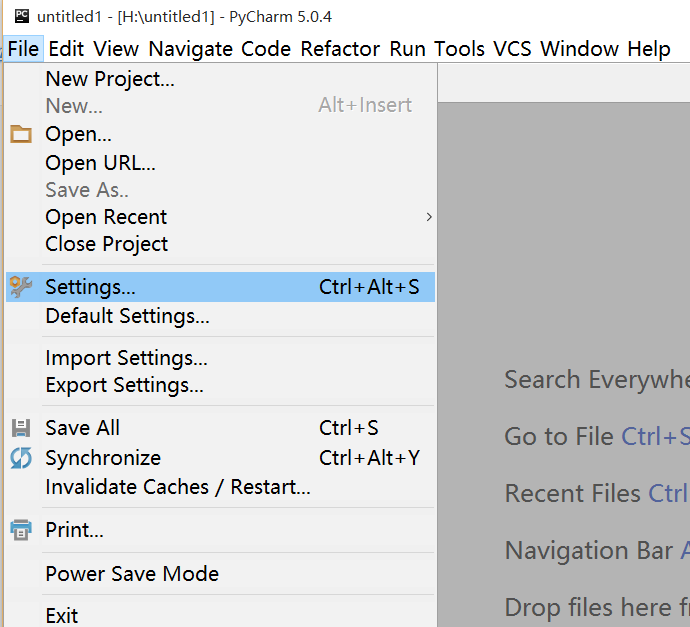 untitled1 - [H:\untitled1] - PyCharm 5.0.4
File Edit View Navigate Code Refactor Run Tools VCS Window Help
New Project...
New... Alt+Insert
Open...
Open URL...
Save As..
Open Recent
Close Project
Settings... Ctrl+Alt+S
Default Settings...
Import Settings...
Export Settings...
Save All Ctrl+S
Synchronize Ctrl+Alt+Y
Invalidate Caches / Restart...
Print...
Power Save Mode
Exit
Search Everywhe
Go to File Ctrl+S
Recent Files Ctrl
Navigation Bar A
Drop files here f